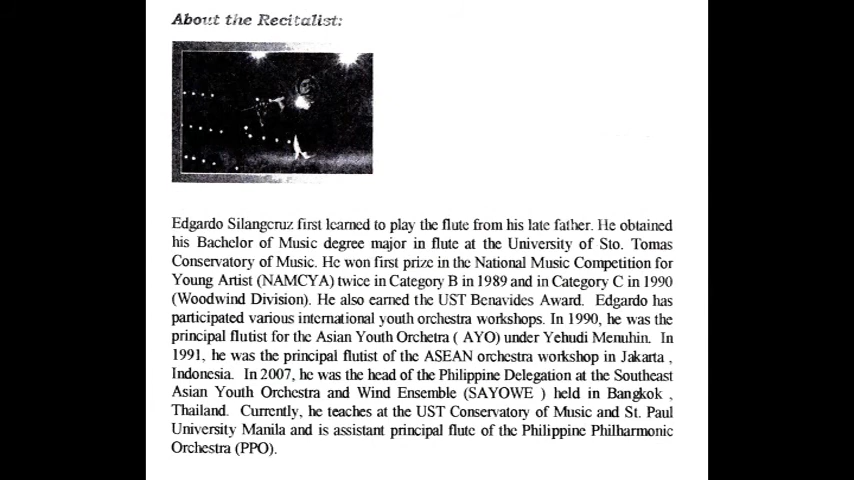 About the Recitalist:
Edgardo Silangcruz first learned to play the flute from his late father. He obtained
his Bachelor of Music degree major in flute at the University of Sto. Tomas
Conservatory of Music. He won first prize in the National Music Competition for
Young Artist (NAMCYA) twice in Category B in 1989 and in Category C in 1990
(Woodwind Division). He also earned the UST Benavides Award. Edgardo has
participated various international youth orchestra workshops. In 1990, he was the
principal flutist for the Asian Youth Orchetra ( AYO) under Yehudi Menuhin. In
1991, he was the principal flutist of the ASEAN orchestra workshop in Jakarta ,
Indonesia. In 2007, he was the head of the Philippine Delegation at the Southeast
Asian Youth Orchestra and Wind Ensemble (SAYOWE ) held in Bangkok ,
Thailand. Currently, he teaches at the UST Conservatory of Music and St. Paul
University Manila and is assistant principal flute of the Philippine Philharmonic
Orchestra (PPO).